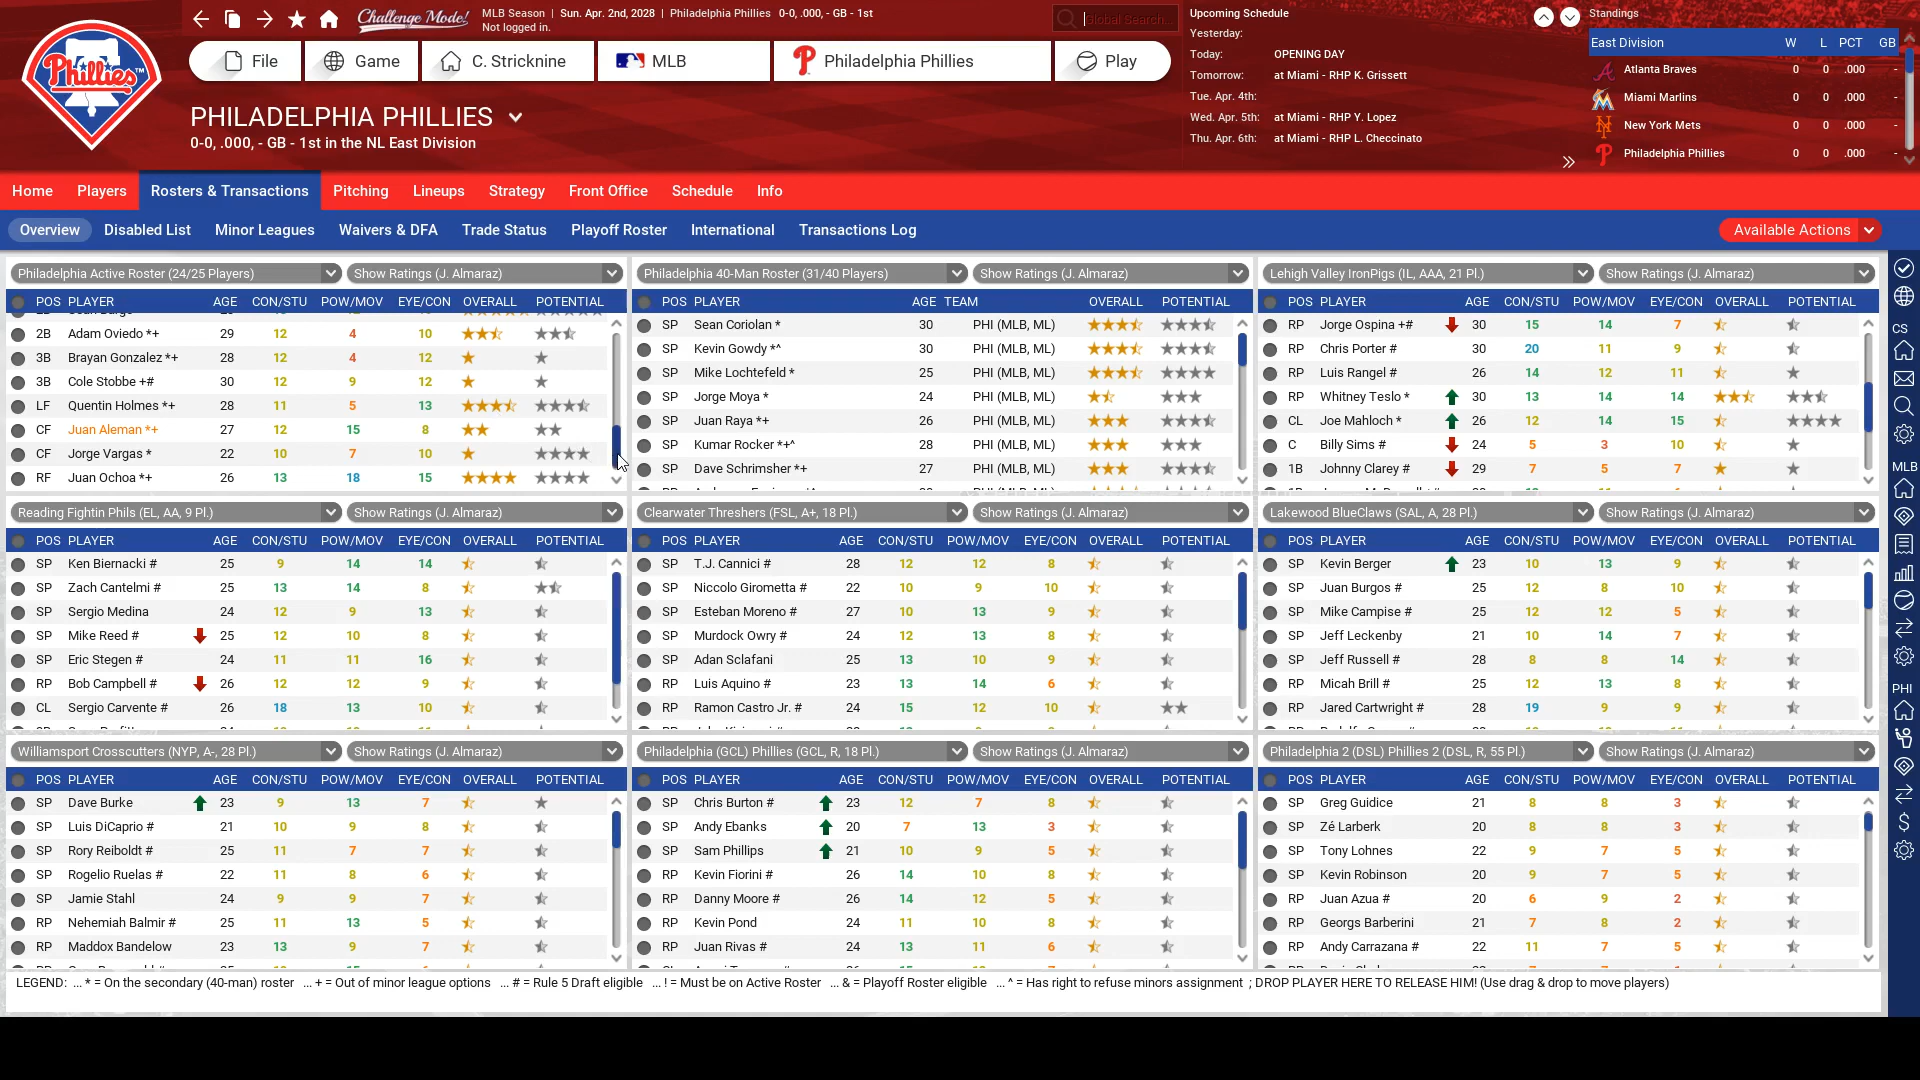 Phillies
Challenge Mode!
MLB Season | Sun. Apr. 2nd, 2028 | Philadelphia Phillies 0-0, .000, - GB - 1st
Not logged in.
Global Search...
File
Game
C. Stricknine
MLB
Philadelphia Phillies
Play
PHILADELPHIA PHILLIES
0-0, .000, - GB - 1st in the NL East Division
Upcoming Schedule
Yesterday:
Today: OPENING DAY
Tomorrow: at Miami - RHP K. Grissett
Tue. Apr. 4th:
Wed. Apr. 5th: at Miami - RHP Y. Lopez
Thu. Apr. 6th: at Miami - RHP L. Checcinato
Standings
East Division W L PCT GB
Atlanta Braves 0 0 .000 -
Miami Marlins 0 0 .000 -
New York Mets 0 0 .000 -
Philadelphia Phillies 0 0 .000 -
Home Players Rosters & Transactions Pitching Lineups Strategy Front Office Schedule Info
Overview Disabled List Minor Leagues Waivers & DFA Trade Status Playoff Roster International Transactions Log
Available Actions
Philadelphia Active Roster (24/25 Players) Show Ratings (J. Almaraz)
POS PLAYER AGE CON/STU POW/MOV EYE/CON OVERALL POTENTIAL
2B Adam Oviedo *+ 29 12 4 10
3B Brayan Gonzalez *+ 28 12 4 12
3B Cole Stobbe +# 30 12 9 12
LF Quentin Holmes *+ 28 11 5 13
CF Juan Aleman *+ 27 12 15 8
CF Jorge Vargas * 22 10 7 10
RF Juan Ochoa *+ 26 13 18 15
Philadelphia 40-Man Roster (31/40 Players) Show Ratings (J. Almaraz)
POS PLAYER AGE TEAM OVERALL POTENTIAL
SP Sean Coriolan * 30 PHI (MLB, ML)
SP Kevin Gowdy *^ 30 PHI (MLB, ML)
SP Mike Lochtefeld * 25 PHI (MLB, ML)
SP Jorge Moya * 24 PHI (MLB, ML)
SP Juan Raya *+ 26 PHI (MLB, ML)
SP Kumar Rocker *+^ 28 PHI (MLB, ML)
SP Dave Schrimsher *+ 27 PHI (MLB, ML)
Lehigh Valley IronPigs (IL, AAA, 21 Pl.) Show Ratings (J. Almaraz)
POS PLAYER AGE CON/STU POW/MOV EYE/CON OVERALL POTENTIAL
RP Jorge Ospina +# 30 15 14 7
RP Chris Porter # 30 20 11 9
RP Luis Rangel # 26 14 12 11
RP Whitney Teslo * 30 13 14 14
CL Joe Mahloch * 26 12 14 15
C Billy Sims # 24 5 3 10
1B Johnny Clarey # 29 7 5 7
Reading Fightin Phils (EL, AA, 9 Pl.) Show Ratings (J. Almaraz)
POS PLAYER AGE CON/STU POW/MOV EYE/CON OVERALL POTENTIAL
SP Ken Biernacki # 25 9 14 14
SP Zach Cantelmi # 25 13 14 8
SP Sergio Medina 24 12 9 13
SP Mike Reed # 25 12 10 8
SP Eric Stegen # 24 11 11 16
RP Bob Campbell # 26 12 12 9
CL Sergio Carvente # 26 18 13 10
Clearwater Threshers (FSL, A+, 18 Pl.) Show Ratings (J. Almaraz)
POS PLAYER AGE CON/STU POW/MOV EYE/CON OVERALL POTENTIAL
SP T.J. Cannici # 28 12 12 8
SP Niccolo Girometta # 22 10 9 10
SP Esteban Moreno # 27 10 13 9
SP Murdock Owry # 24 12 13 8
SP Adan Sclafani 25 13 10 9
RP Luis Aquino # 23 13 14 6
RP Ramon Castro Jr. # 24 15 12 10
Lakewood BlueClaws (SAL, A, 28 Pl.) Show Ratings (J. Almaraz)
POS PLAYER AGE CON/STU POW/MOV EYE/CON OVERALL POTENTIAL
SP Kevin Berger 23 10 13 9
SP Juan Burgos # 25 12 8 10
SP Mike Campise # 25 12 12 5
SP Jeff Leckenby 21 10 14 7
SP Jeff Russell # 28 8 8 14
RP Micah Brill # 25 12 13 8
RP Jared Cartwright # 28 19 9 9
Williamsport Crosscutters (NYP, A-, 28 Pl.) Show Ratings (J. Almaraz)
POS PLAYER AGE CON/STU POW/MOV EYE/CON OVERALL POTENTIAL
SP Dave Burke 23 9 13 7
SP Luis DiCaprio # 21 10 9 8
SP Rory Reiboldt # 25 11 7 7
SP Rogelio Ruelas # 22 11 8 6
SP Jamie Stahl 24 9 9 7
RP Nehemiah Balmir # 25 11 13 5
RP Maddox Bandelow 23 13 9 7
Philadelphia (GCL) Phillies (GCL, R, 18 Pl.) Show Ratings (J. Almaraz)
POS PLAYER AGE CON/STU POW/MOV EYE/CON OVERALL POTENTIAL
SP Chris Burton # 23 12 7 8
SP Andy Ebanks 20 7 13 3
SP Sam Phillips 21 10 9 5
RP Kevin Fiorini # 26 14 10 8
RP Danny Moore # 26 14 12 5
RP Kevin Pond 24 11 10 8
RP Juan Rivas # 24 13 11 6
Philadelphia 2 (DSL) Phillies 2 (DSL, R, 55 Pl.) Show Ratings (J. Almaraz)
POS PLAYER AGE CON/STU POW/MOV EYE/CON OVERALL POTENTIAL
SP Greg Guidice 21 8 8 3
SP Zé Larberk 20 8 8 3
SP Tony Lohnes 22 9 7 5
SP Kevin Robinson 20 9 7 5
RP Juan Azua # 20 6 9 2
RP Georgs Barberini 21 7 8 2
RP Andy Carrazana # 22 11 7 5
CS
MLB
PHI
LEGEND: ... * = On the secondary (40-man) roster ... + = Out of minor league options ... # = Rule 5 Draft eligible ... ! = Must be on Active Roster ... & = Playoff Roster eligible ... ^ = Has right to refuse minors assignment ; DROP PLAYER HERE TO RELEASE HIM! (Use drag & drop to move players)